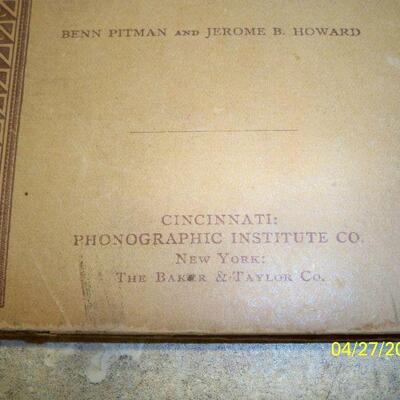 BENN PITMAN AND JEROME B. HOWARD
CINCINNATI:
PHONOGRAPHIC INSTITUTE CO.
NEW YORK:
THE BAKER & TAYLOR CO.
04/27/20